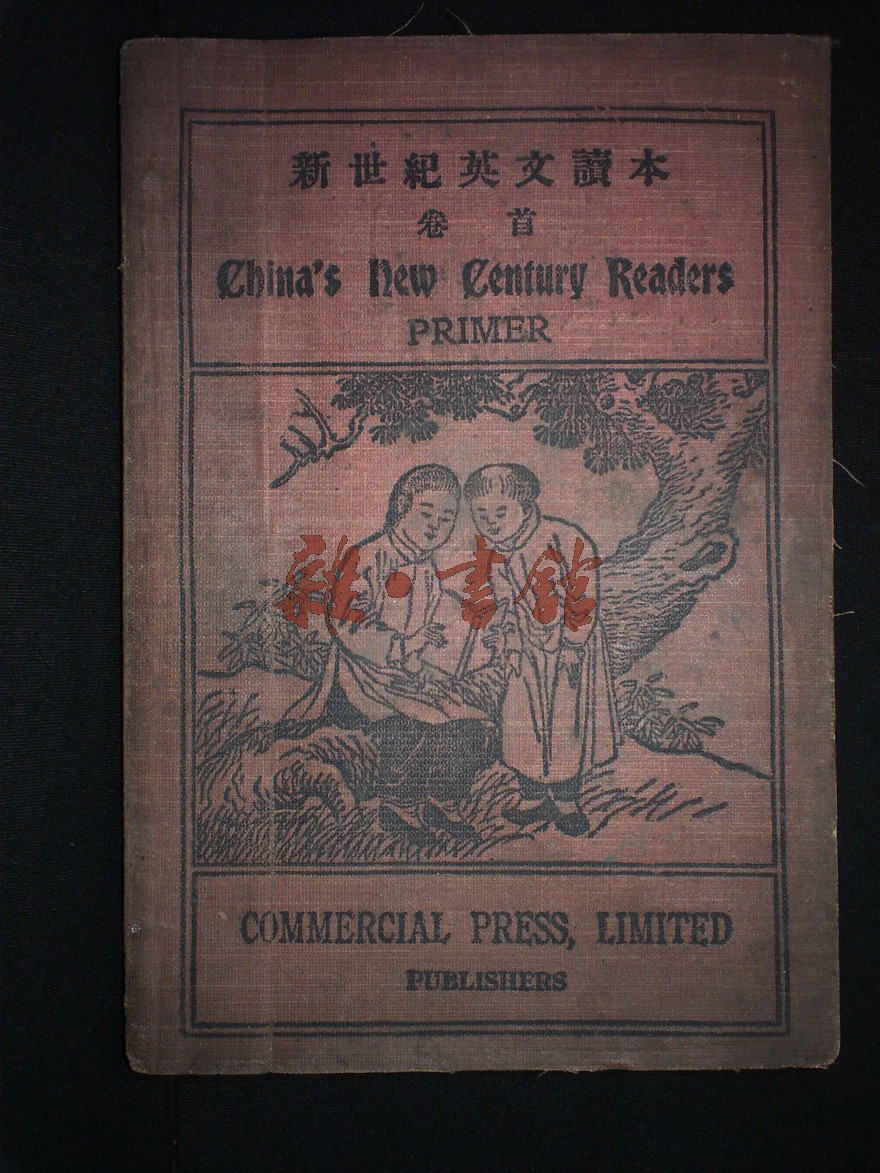 新世紀英文讀本
卷首
China's New Century Readers
PRIMER
雜·書館
COMMERCIAL PRESS, LIMITED
PUBLISHERS